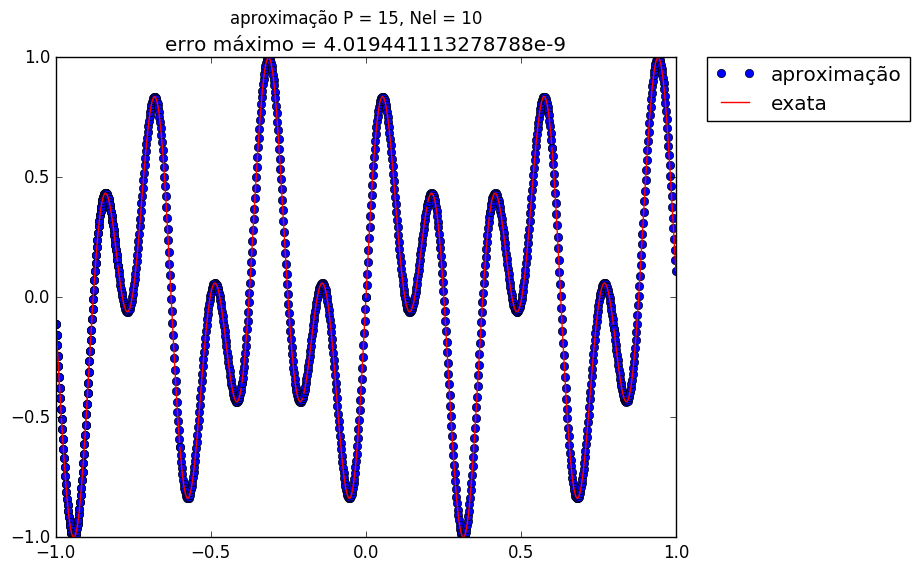 aproximação P = 15, Nel = 10
erro máximo = 4.019441113278788e-9
aproximação
exata
1.0
0.5
0.0
−0.5
−1.0
−1.0 −0.5 0.0 0.5 1.0